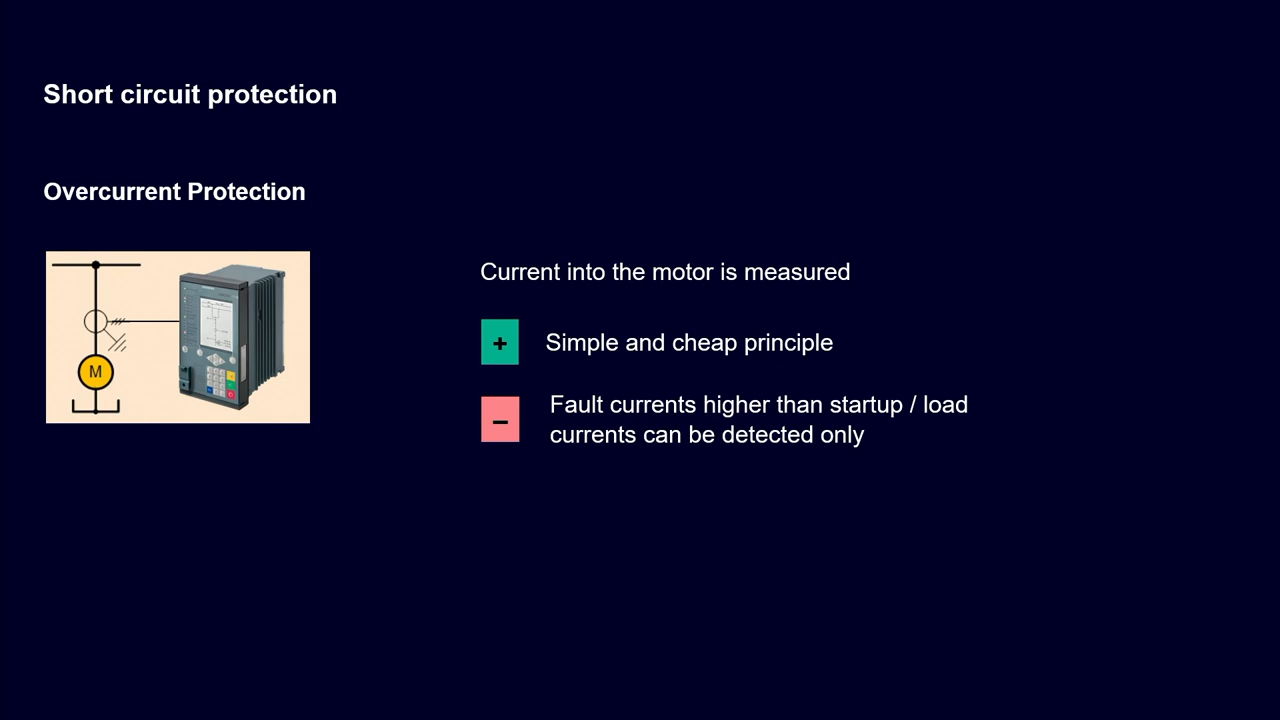 Short circuit protection
Overcurrent Protection
M
Current into the motor is measured
+
Simple and cheap principle
–
Fault currents higher than startup / load
currents can be detected only